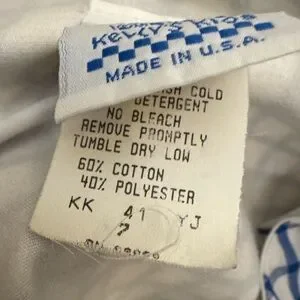 Kelly's Kids
MADE IN U.S.A.
COLD
DETERGENT
NO BLEACH
REMOVE PROMPTLY
TUMBLE DRY LOW
60% COTTON
40% POLYESTER
KK 41 YJ
7